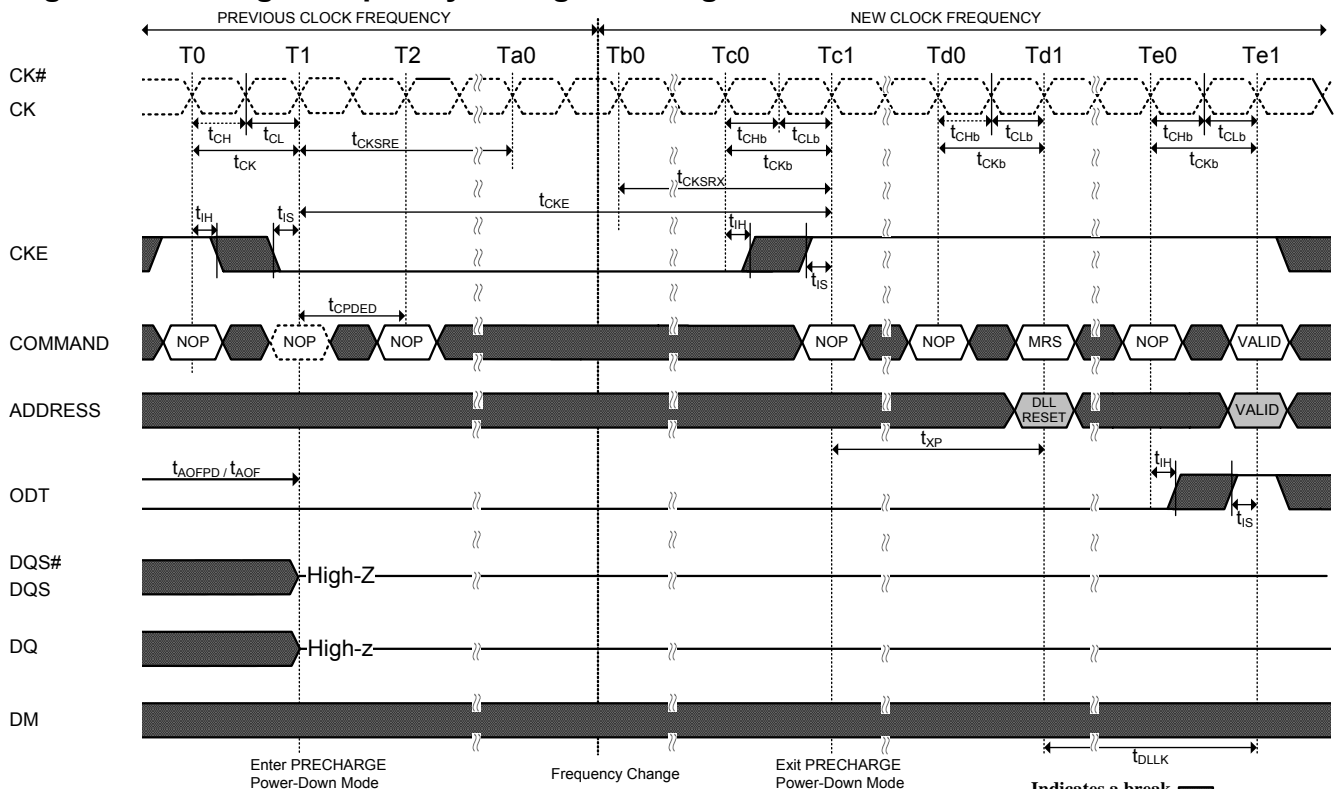 PREVIOUS CLOCK FREQUENCY NEW CLOCK FREQUENCY
T0 T1 T2 Ta0 Tb0 Tc0 Tc1 Td0 Td1 Te0 Te1
CK#
CK
tCH tCL tCHb tCLb tCHb tCLb tCHb tCLb
tCK tCKSRE tCKb tCKb tCKb
tCKSRX
tCKE
tIH tIS tIH
CKE
tIS
tCPDED
COMMAND NOP NOP NOP NOP NOP MRS NOP VALID
ADDRESS DLL RESET VALID
tXP
tAOFPD / tAOF tIH
ODT
tIS
DQS#
DQS
High-Z
DQ High-z
DM
tDLLK
Enter PRECHARGE
Power-Down Mode
Frequency Change
Exit PRECHARGE
Power-Down Mode
Indicates a break